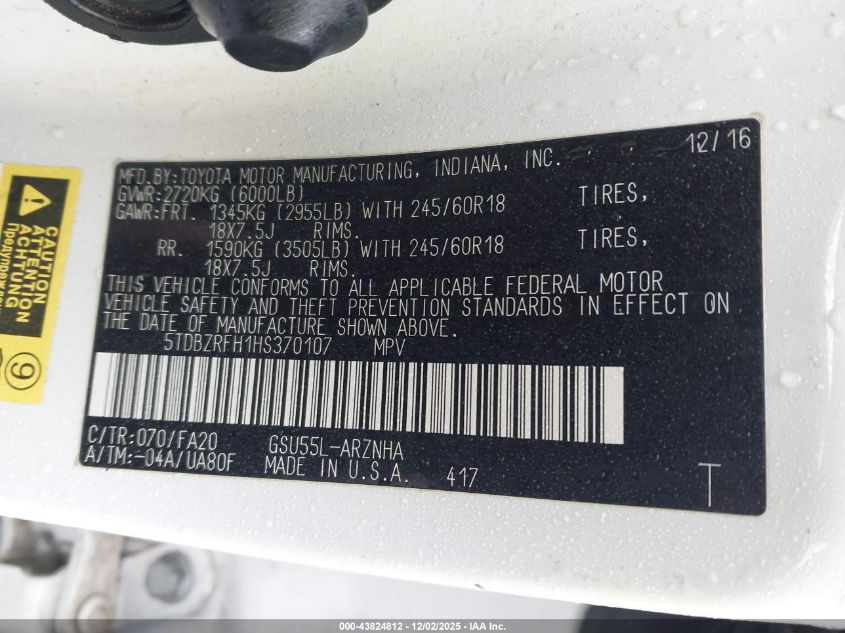 12/16
MFD.BY:TOYOTA MOTOR MANUFACTURING, INDIANA, INC.
GVWR:2720KG (6000LB)
GAWR:FRT. 1345KG (2955LB) WITH 245/60R18 TIRES,
18X7.5J RIMS.
RR. 1590KG (3505LB) WITH 245/60R18 TIRES,
18X7.5J RIMS.
THIS VEHICLE CONFORMS TO ALL APPLICABLE FEDERAL MOTOR
VEHICLE SAFETY AND THEFT PREVENTION STANDARDS IN EFFECT ON
THE DATE OF MANUFACTURE SHOWN ABOVE.
5TDBZRFH1HS370107 MPV
C/TR:070/FA20 GSU55L-ARZNHA
A/TM:-04A/UA80F MADE IN U.S.A. 417
T
CAUTION
ATTENTION
ACHTUNG
9
000-43824812 - 12/02/2025 - IAA Inc.